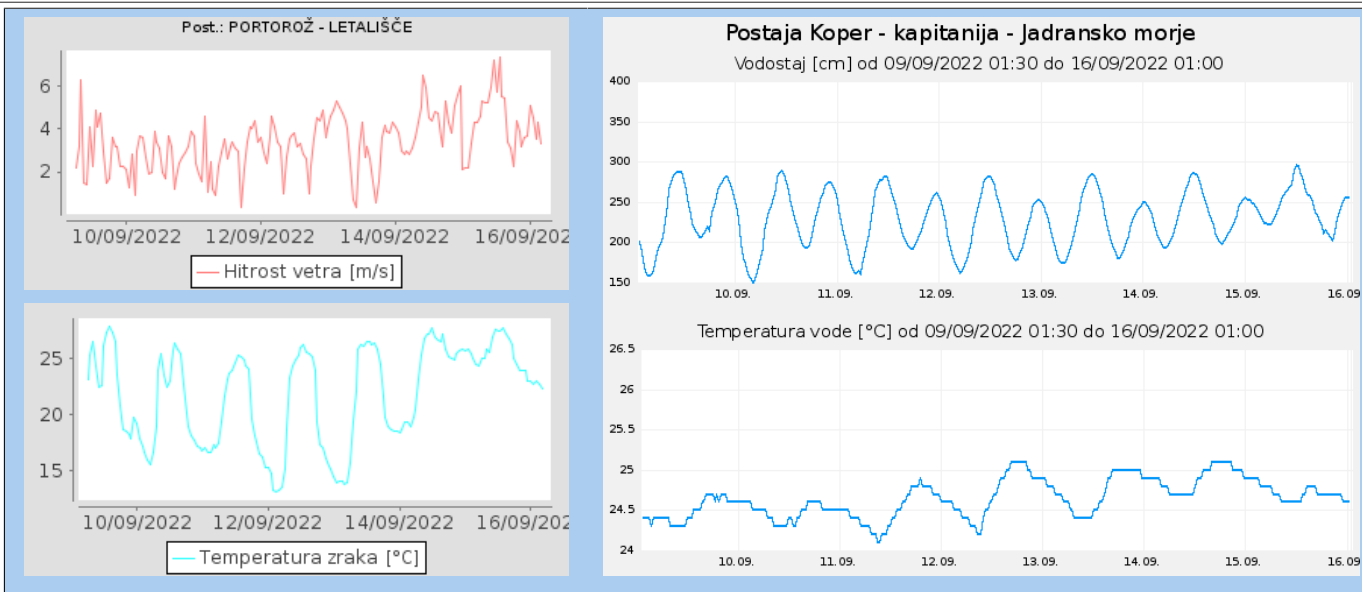 Post.: PORTOROŽ - LETALIŠČE
6
4
2
10/09/2022 12/09/2022 14/09/2022 16/09/202
Hitrost vetra [m/s]
25
20
15
10/09/2022 12/09/2022 14/09/2022 16/09/202
Temperatura zraka [°C]
Postaja Koper - kapitanija - Jadransko morje
Vodostaj [cm] od 09/09/2022 01:30 do 16/09/2022 01:00
400
350
300
250
200
150
10.09. 11.09. 12.09. 13.09. 14.09. 15.09. 16.09
Temperatura vode [°C] od 09/09/2022 01:30 do 16/09/2022 01:00
26.5
26
25.5
25
24.5
24
10.09. 11.09. 12.09. 13.09. 14.09. 15.09. 16.09